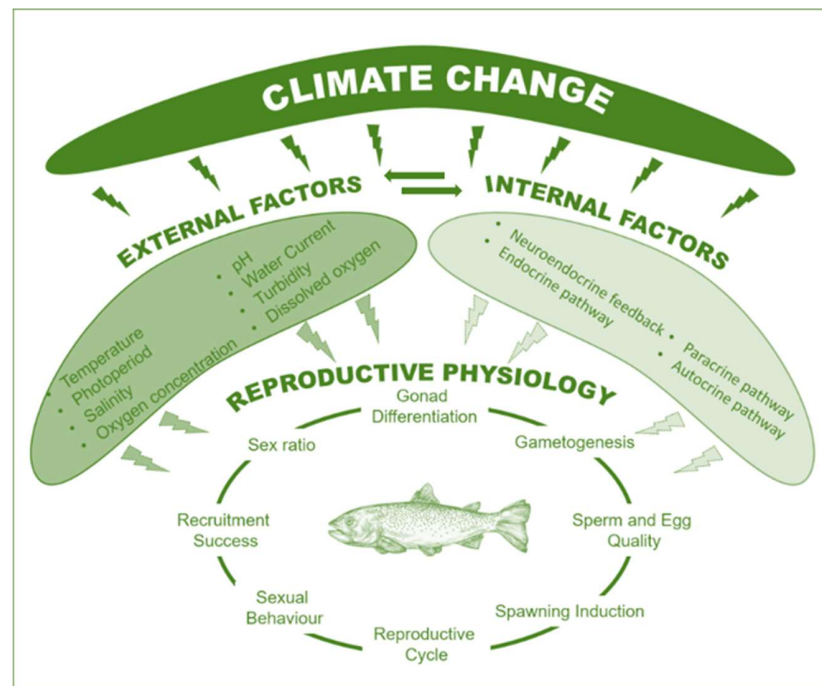 CLIMATE CHANGE
EXTERNAL FACTORS
INTERNAL FACTORS
• pH
• Water Current
• Turbidity
• Dissolved oxygen
• Temperature
• Photoperiod
• Salinity
• Oxygen concentration
• Neuroendocrine feedback
• Endocrine pathway
• Paracrine pathway
• Autocrine pathway
REPRODUCTIVE PHYSIOLOGY
Gonad
Differentiation
Gametogenesis
Sperm and Egg
Quality
Spawning Induction
Reproductive
Cycle
Sexual
Behaviour
Recruitment
Success
Sex ratio